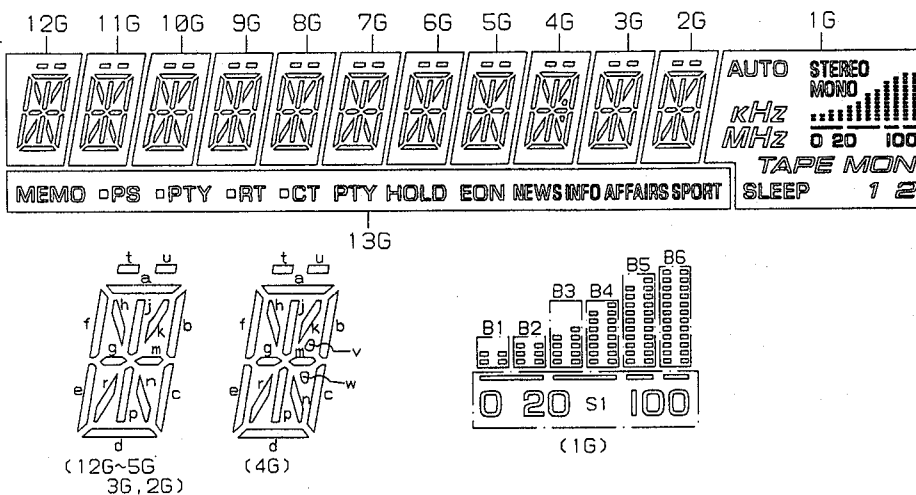 12G 11G 10G 9G 8G 7G 6G 5G 4G 3G 2G 1G
AUTO STEREO
MONO
kHz
MHz 0 20 100
TAPE MON
MEMO PS PTY RT CT PTY HOLD EON NEWS INFO AFFAIRS SPORT SLEEP 1 2
13G
t u
a
h j
f k b
g m
e r n c
p
d
(12G~5G
3G,2G)
t u
a
h j
f k b
v
g m
w
e r n c
p
d
(4G)
B1 B2 B3 B4 B5 B6
0 20 S1 100
(1G)